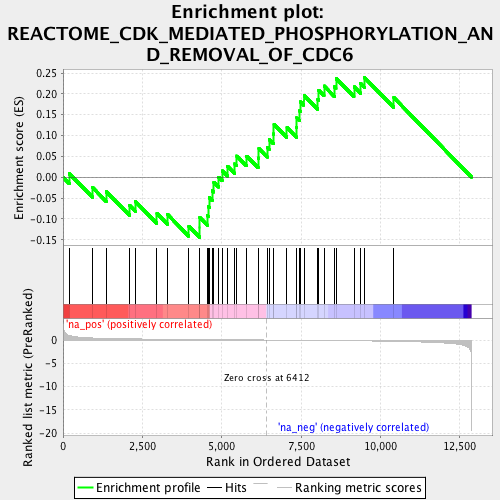 Enrichment plot:
REACTOME_CDK_MEDIATED_PHOSPHORYLATION_AN
D_REMOVAL_OF_CDC6
Enrichment score (ES)
0.25
0.20
0.15
0.10
0.05
0.00
-0.05
-0.10
-0.15
'na_pos' (positively correlated)
Ranked list metric (PreRanked)
0
-5
-10
-15
-20
Zero cross at 6412
'na_neg' (negatively correlated)
0
2,500
5,000
7,500
10,000
12,500
Rank in Ordered Dataset
Enrichment profile
Hits
Ranking metric scores